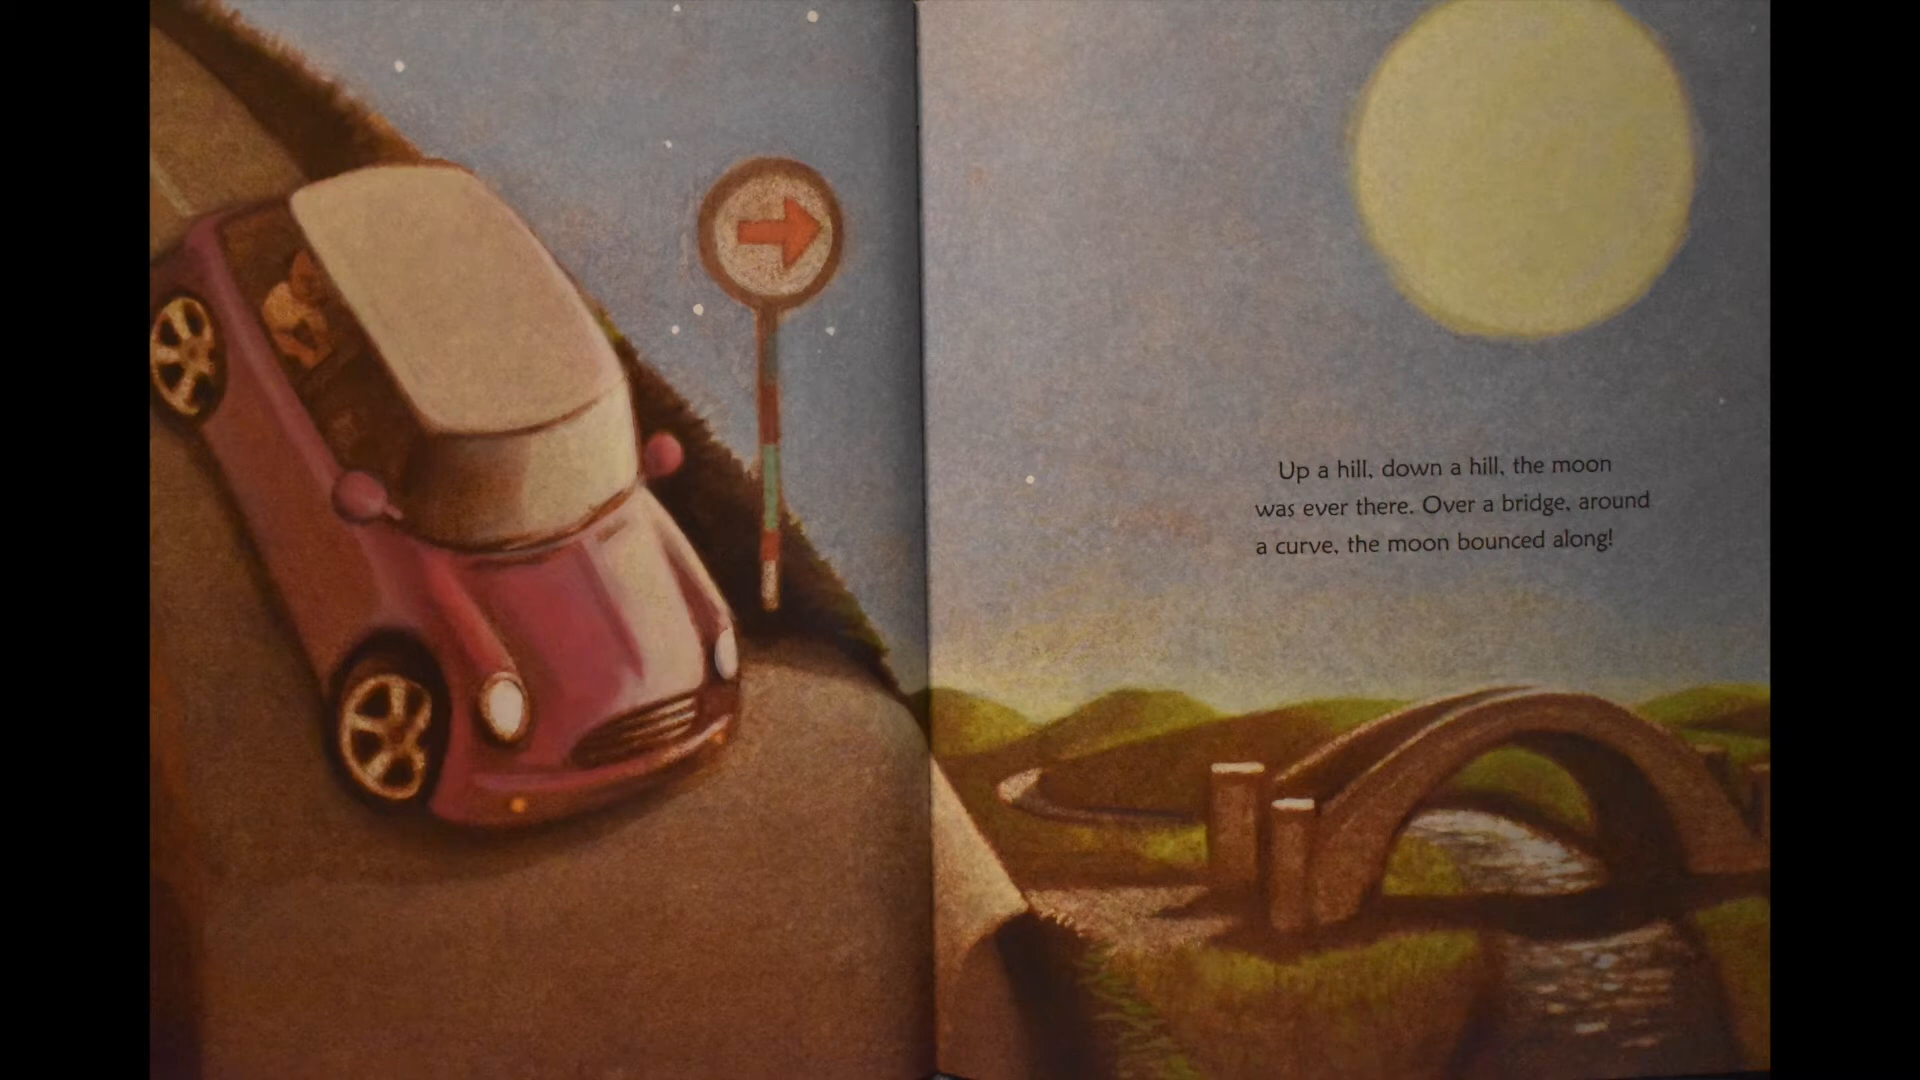 Up a hill, down a hill, the moon
was ever there. Over a bridge, around
a curve, the moon bounced along!